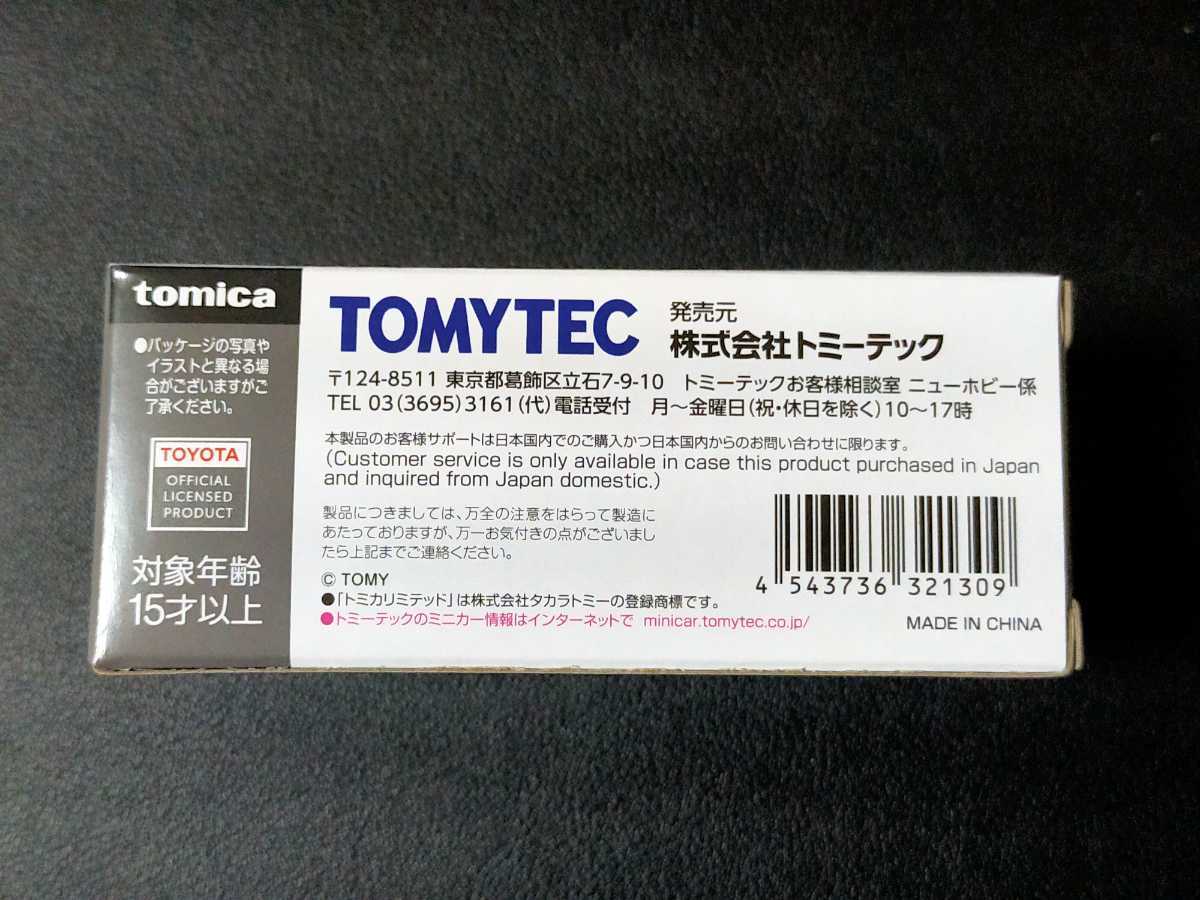 tomica
●パッケージの写真や
イラストと異なる場
合がございますがご
了承ください。
TOYOTA
OFFICIAL
LICENSED
PRODUCT
対象年齢
15才以上
TOMYTEC
発売元
株式会社トミーテック
〒124-8511 東京都葛飾区立石7-9-10 トミーテックお客様相談室 ニューホビー係
TEL 03(3695)3161(代)電話受付 月～金曜日(祝・休日を除く)10～17時
本製品のお客様サポートは日本国内でのご購入かつ日本国内からのお問い合わせに限ります。
(Customer service is only available in case this product purchased in Japan
and inquired from Japan domestic.)
製品につきましては、万全の注意をはらって製造に
あたっておりますが、万一お気付きの点がございまし
たら上記までご連絡ください。
© TOMY
●「トミカリミテッド」は株式会社タカラトミーの登録商標です。
●トミーテックのミニカー情報はインターネットで minicar.tomytec.co.jp/
4 543736 321309
MADE IN CHINA